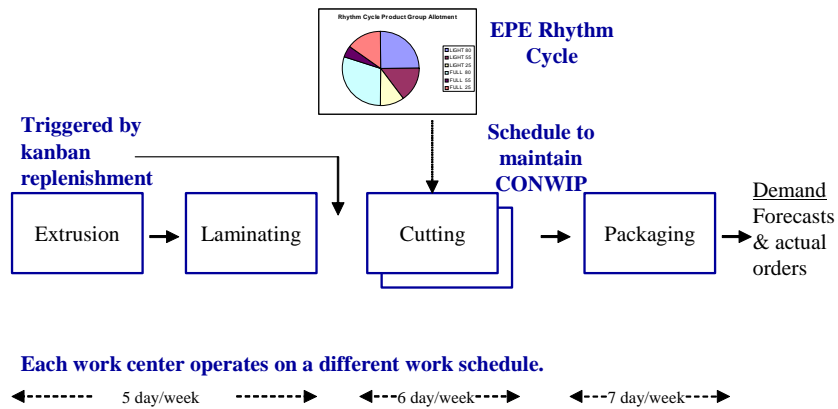 Rhythm Cycle Product Group Allotment
LIGHT 80
LIGHT 55
LIGHT 25
FULL 80
FULL 55
FULL 25
EPE Rhythm
Cycle
Triggered by
kanban
replenishment
Schedule to
maintain
CONWIP
Extrusion
Laminating
Cutting
Packaging
Demand
Forecasts
& actual
orders
Each work center operates on a different work schedule.
5 day/week
6 day/week
7 day/week